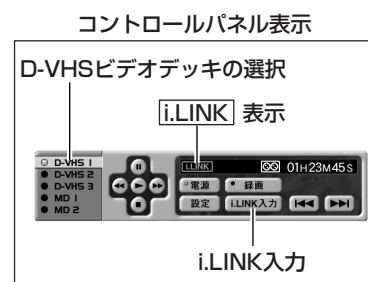 コントロールパネル表示
D-VHSビデオデッキの選択
i.LINK 表示
D-VHS 1
D-VHS 2
D-VHS 3
MD 1
MD 2
i.LINK 01H23M45S
電源 録画
設定 i.LINK入力
i.LINK入力